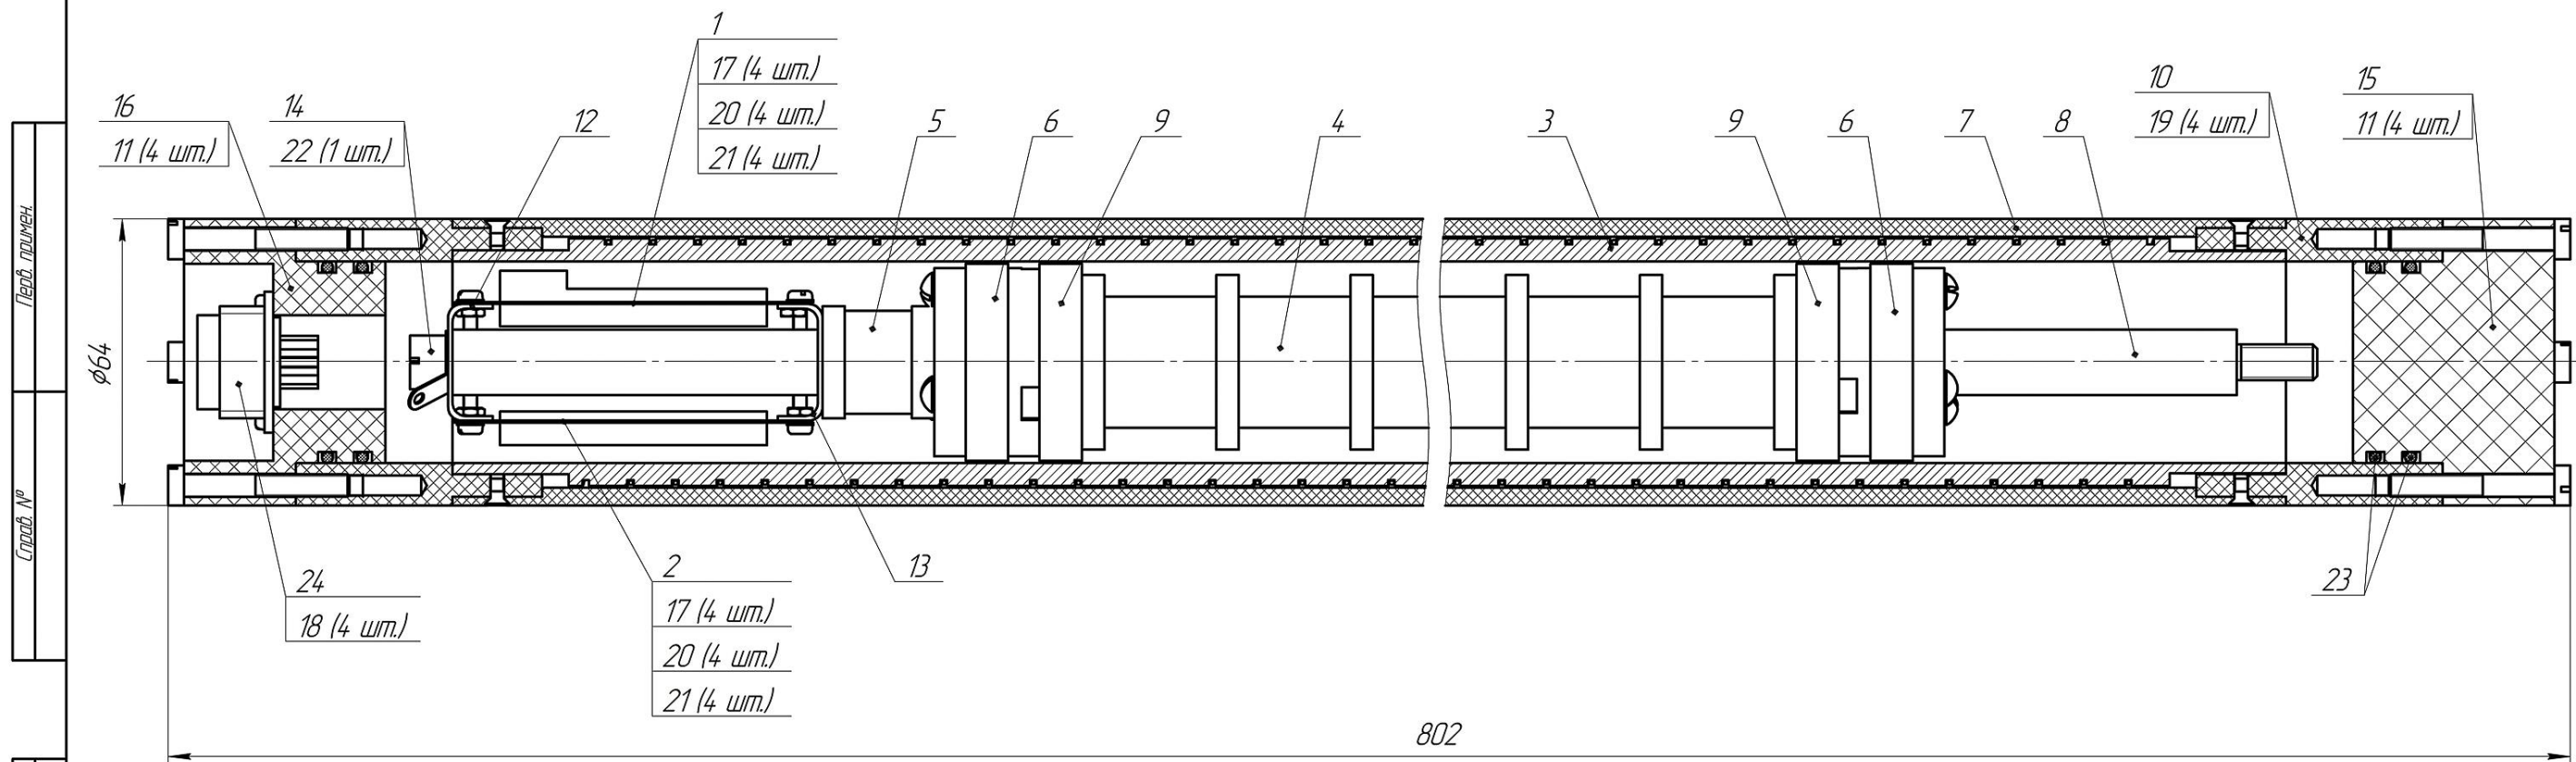 1
17 (4 шт.)
20 (4 шт.)
21 (4 шт.)
16
11 (4 шт.)
14
22 (1 шт.)
12
5
6
9
4
3
9
6
7
8
10
19 (4 шт.)
15
11 (4 шт.)
Перв. примен.
Справ. №
⌀64
24
18 (4 шт.)
2
17 (4 шт.)
20 (4 шт.)
21 (4 шт.)
13
23
802